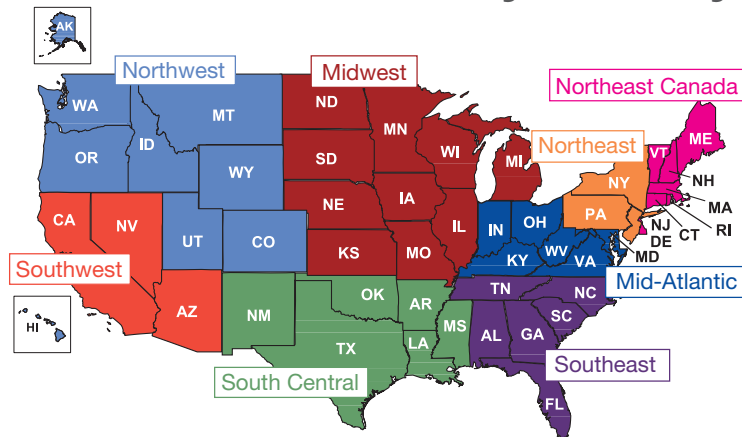 AK
Northwest
Midwest
Northeast Canada
WA
MT
ND
MN
ME
OR
ID
SD
WI
MI
Northeast
VT
NH
WY
NY
MA
CA
NV
NE
IA
PA
RI
UT
CO
IL
IN
OH
NJ
CT
DE
MD
KS
MO
WV
VA
KY
Southwest
Mid-Atlantic
AZ
NM
OK
AR
TN
NC
HI
TX
LA
MS
AL
GA
SC
South Central
Southeast
FL